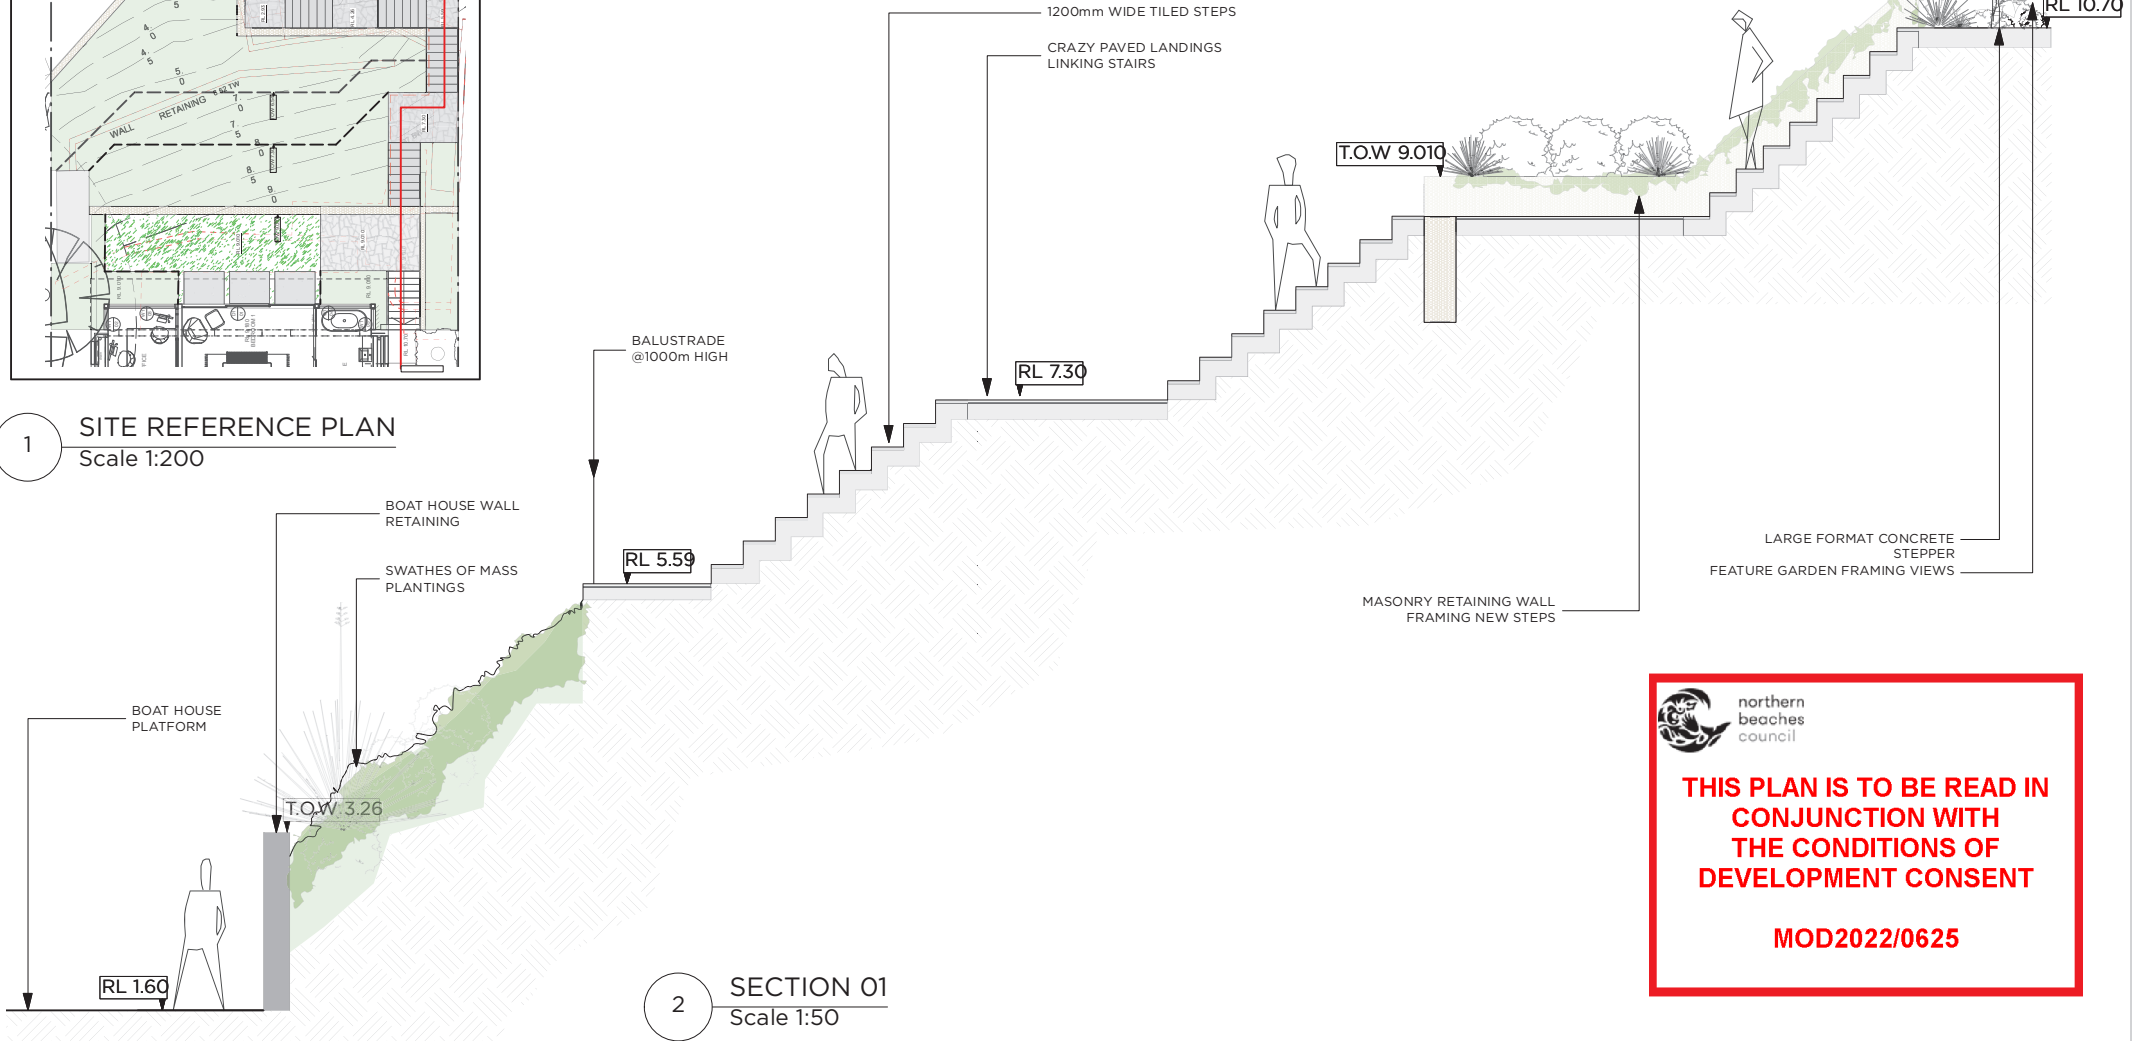 1200mm WIDE TILED STEPS
CRAZY PAVED LANDINGS
LINKING STAIRS
RL 10.70
T.O.W 9.010
WALL
RETAINING
BALUSTRADE
@1000m HIGH
RL 7.30
1
SITE REFERENCE PLAN
Scale 1:200
BOAT HOUSE WALL
RETAINING
SWATHES OF MASS
PLANTINGS
RL 5.59
LARGE FORMAT CONCRETE
STEPPER
FEATURE GARDEN FRAMING VIEWS
MASONRY RETAINING WALL
FRAMING NEW STEPS
BOAT HOUSE
PLATFORM
T.O.W 3.26
RL 1.60
2
SECTION 01
Scale 1:50
northern
beaches
council
THIS PLAN IS TO BE READ IN
CONJUNCTION WITH
THE CONDITIONS OF
DEVELOPMENT CONSENT
MOD2022/0625